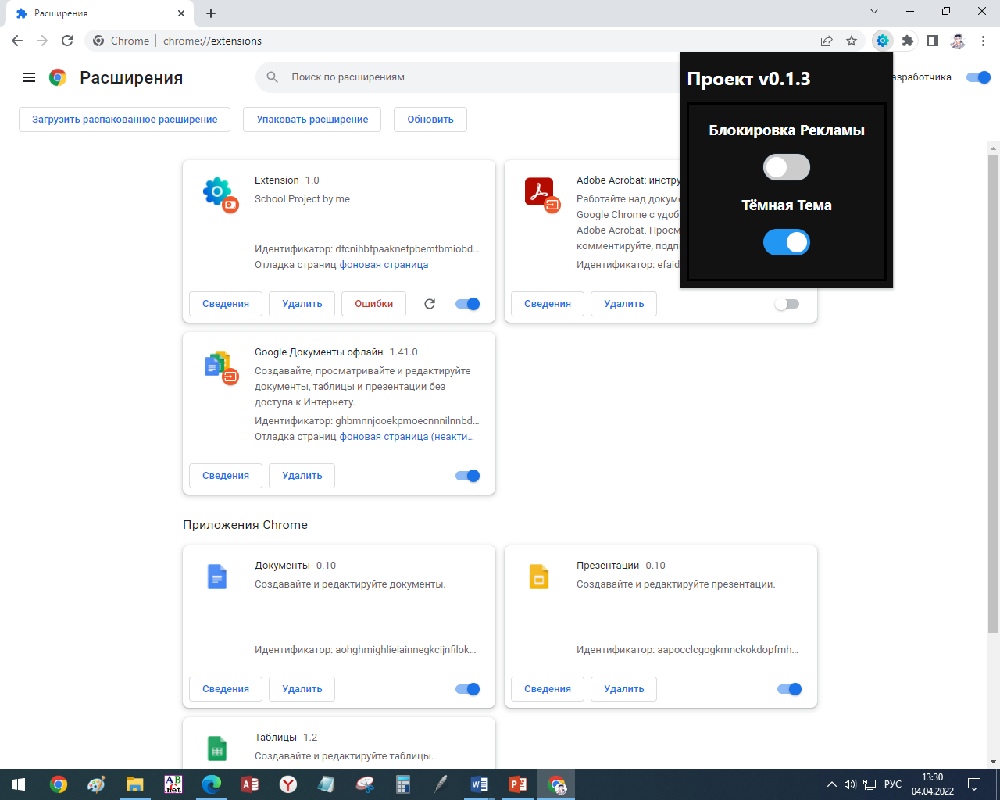 Расширения
Chrome
chrome://extensions
Расширения
Поиск по расширениям
азработчика
Проект v0.1.3
Блокировка Рекламы
Тёмная Тема
Загрузить распакованное расширение
Упаковать расширение
Обновить
Extension 1.0
School Project by me
Идентификатор: dfcnihbfpaaknefpbemfbmiobd...
Отладка страниц фоновая страница
Сведения
Удалить
Ошибки
Adobe Acrobat: инстру
Работайте над докуме
Google Chrome с удоб
Adobe Acrobat. Просм
комментируйте, подпи
Идентификатор: efaid
Сведения
Удалить
Google Документы офлайн 1.41.0
Создавайте, просматривайте и редактируйте
документы, таблицы и презентации без
доступа к Интернету.
Идентификатор: ghbmnnjooekpmoecnnnilnnbd...
Отладка страниц фоновая страница (неакти...
Сведения
Удалить
Приложения Chrome
Документы 0.10
Создавайте и редактируйте документы.
Идентификатор: aohghmighlieiainnegkcijnfilok...
Сведения
Удалить
Презентации 0.10
Создавайте и редактируйте презентации.
Идентификатор: aapocclcgogkmnckokdopfmh...
Сведения
Удалить
Таблицы 1.2
Создавайте и редактируйте таблицы.
РУС
13:30
04.04.2022